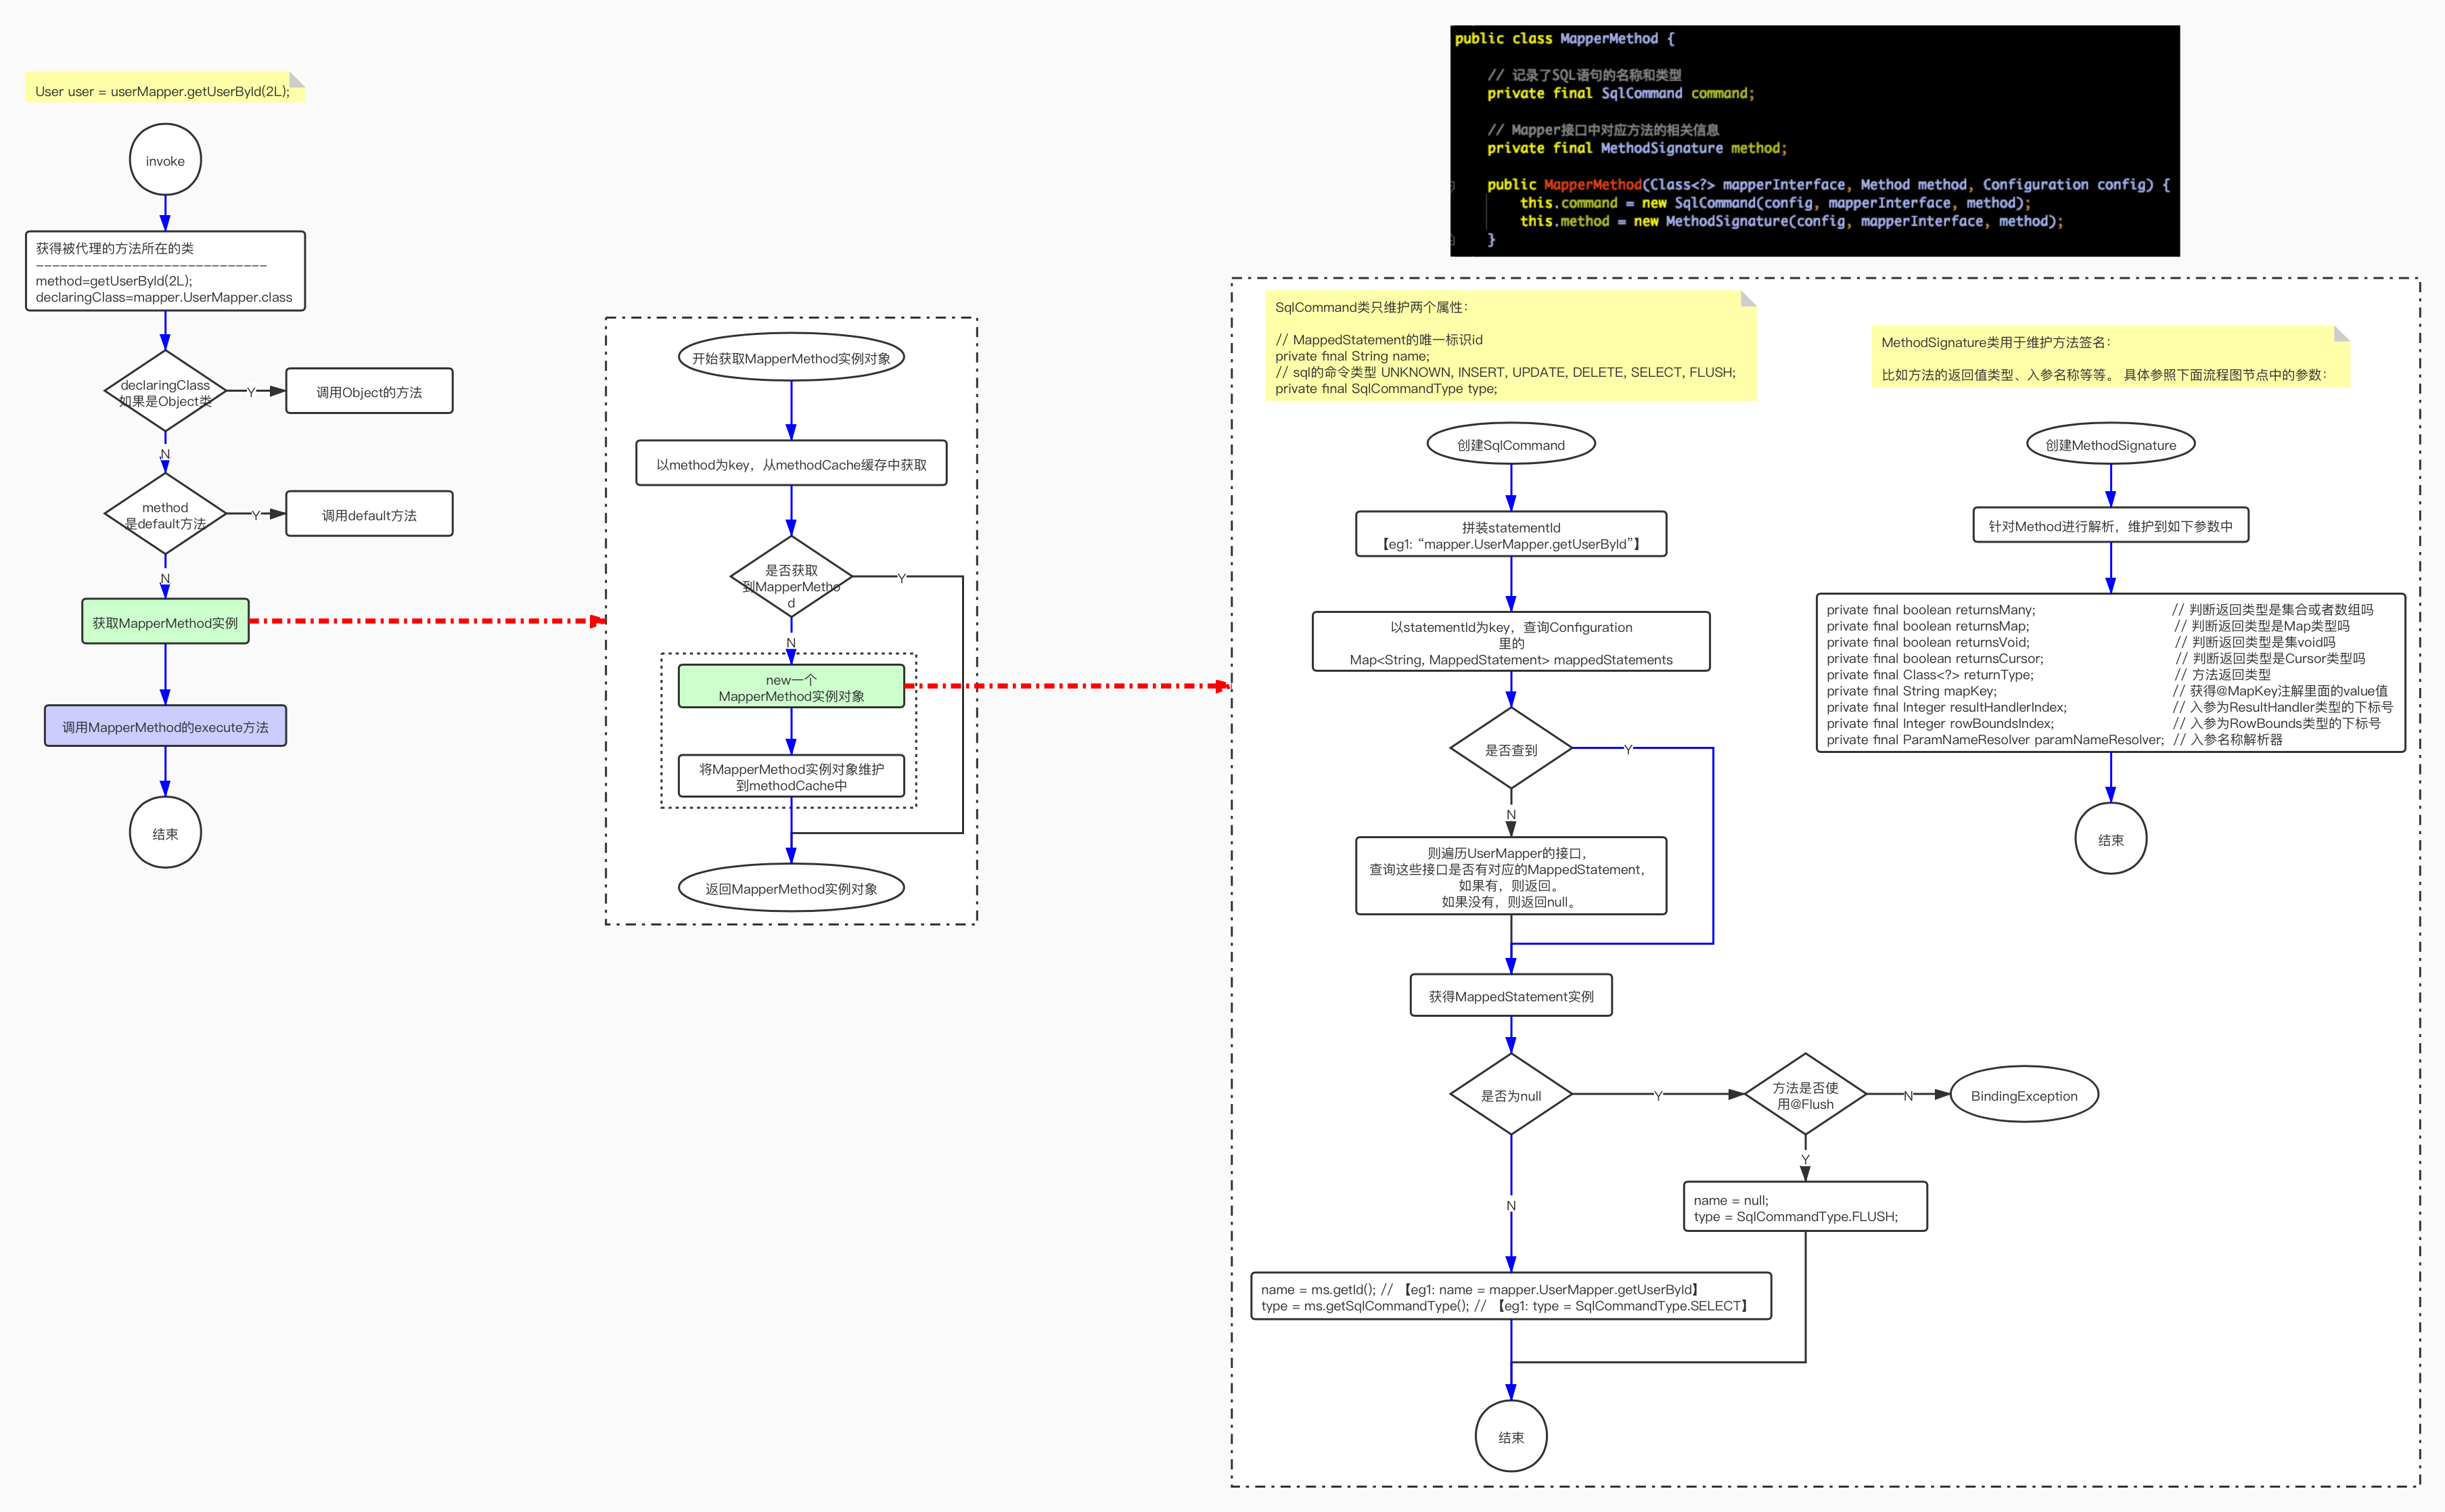 User user = userMapper.getUserById(2L);
invoke
获得被代理的方法所在的类
-----------------------------
method=getUserById(2L);
declaringClass=mapper.UserMapper.class
declaringClass
如果是Object类
Y
调用Object的方法
N
method
是default方法
Y
调用default方法
N
获取MapperMethod实例
调用MapperMethod的execute方法
结束
开始获取MapperMethod实例对象
以method为key，从methodCache缓存中获取
是否获取
到MapperMetho
d
Y
N
new一个
MapperMethod实例对象
将MapperMethod实例对象维护
到methodCache中
返回MapperMethod实例对象
public class MapperMethod {
// 记录了SQL语句的名称和类型
private final SqlCommand command;
// Mapper接口中对应方法的相关信息
private final MethodSignature method;
public MapperMethod(Class<?> mapperInterface, Method method, Configuration config) {
this.command = new SqlCommand(config, mapperInterface, method);
this.method = new MethodSignature(config, mapperInterface, method);
}
SqlCommand类只维护两个属性：
// MappedStatement的唯一标识id
private final String name;
// sql的命令类型 UNKNOWN, INSERT, UPDATE, DELETE, SELECT, FLUSH;
private final SqlCommandType type;
创建SqlCommand
拼装statementId
【eg1: “mapper.UserMapper.getUserById”】
以statementId为key，查询Configuration
里的
Map<String, MappedStatement> mappedStatements
是否查到
Y
N
则遍历UserMapper的接口，
查询这些接口是否有对应的MappedStatement，
如果有，则返回。
如果没有，则返回null。
获得MappedStatement实例
是否为null
Y
方法是否使
用@Flush
N
BindingException
Y
name = null;
type = SqlCommandType.FLUSH;
N
name = ms.getId(); // 【eg1: name = mapper.UserMapper.getUserById】
type = ms.getSqlCommandType(); // 【eg1: type = SqlCommandType.SELECT】
结束
MethodSignature类用于维护方法签名：
比如方法的返回值类型、入参名称等等。 具体参照下面流程图节点中的参数：
创建MethodSignature
针对Method进行解析，维护到如下参数中
private final boolean returnsMany; // 判断返回类型是集合或者数组吗
private final boolean returnsMap; // 判断返回类型是Map类型吗
private final boolean returnsVoid; // 判断返回类型是集void吗
private final boolean returnsCursor; // 判断返回类型是Cursor类型吗
private final Class<?> returnType; // 方法返回类型
private final String mapKey; // 获得@MapKey注解里面的value值
private final Integer resultHandlerIndex; // 入参为ResultHandler类型的下标号
private final Integer rowBoundsIndex; // 入参为RowBounds类型的下标号
private final ParamNameResolver paramNameResolver; // 入参名称解析器
结束